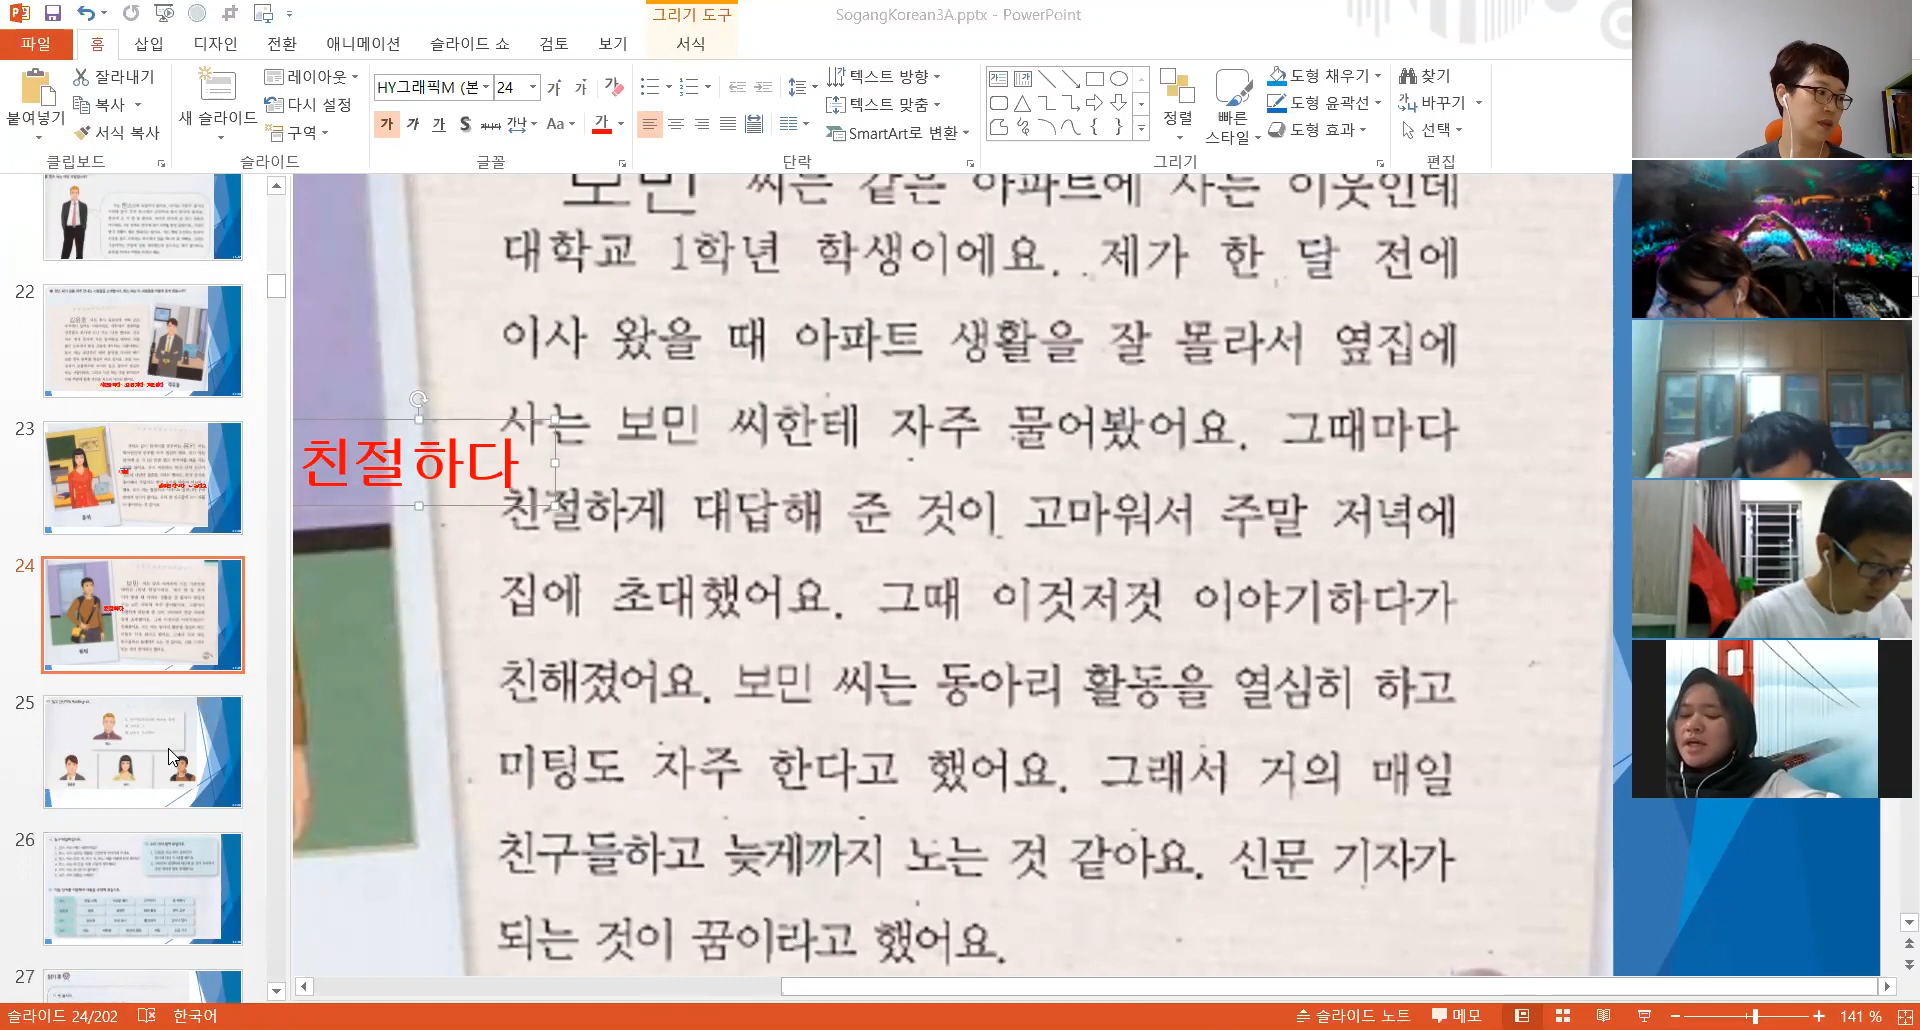 그리기 도구
SogangKorean3A.pptx - PowerPoint
파일 홈 삽입 디자인 전환 애니메이션 슬라이드 쇼 검토 보기 서식
붙여넣기
잘라내기
복사
서식 복사
클립보드
새 슬라이드
레이아웃
다시 설정
구역
슬라이드
HY그래픽M (본 24
가 가 가 S 가나다 간냐 Aa 가
글꼴
텍스트 방향
텍스트 맞춤
SmartArt로 변환
단락
정렬
빠른 스타일
도형 채우기
도형 윤곽선
도형 효과
그리기
찾기
바꾸기
선택
편집
22
23
24
25
26
27
보민 씨는 같은 아파트에 사는 이웃인데
대학교 1학년 학생이에요. 제가 한 달 전에
이사 왔을 때 아파트 생활을 잘 몰라서 옆집에
사는 보민 씨한테 자주 물어봤어요. 그때마다
친절하다
친절하게 대답해 준 것이 고마워서 주말 저녁에
집에 초대했어요. 그때 이것저것 이야기하다가
친해졌어요. 보민 씨는 동아리 활동을 열심히 하고
미팅도 자주 한다고 했어요. 그래서 거의 매일
친구들하고 늦게까지 노는 것 같아요. 신문 기자가
되는 것이 꿈이라고 했어요.
슬라이드 24/202 한국어
슬라이드 노트 메모 141 %